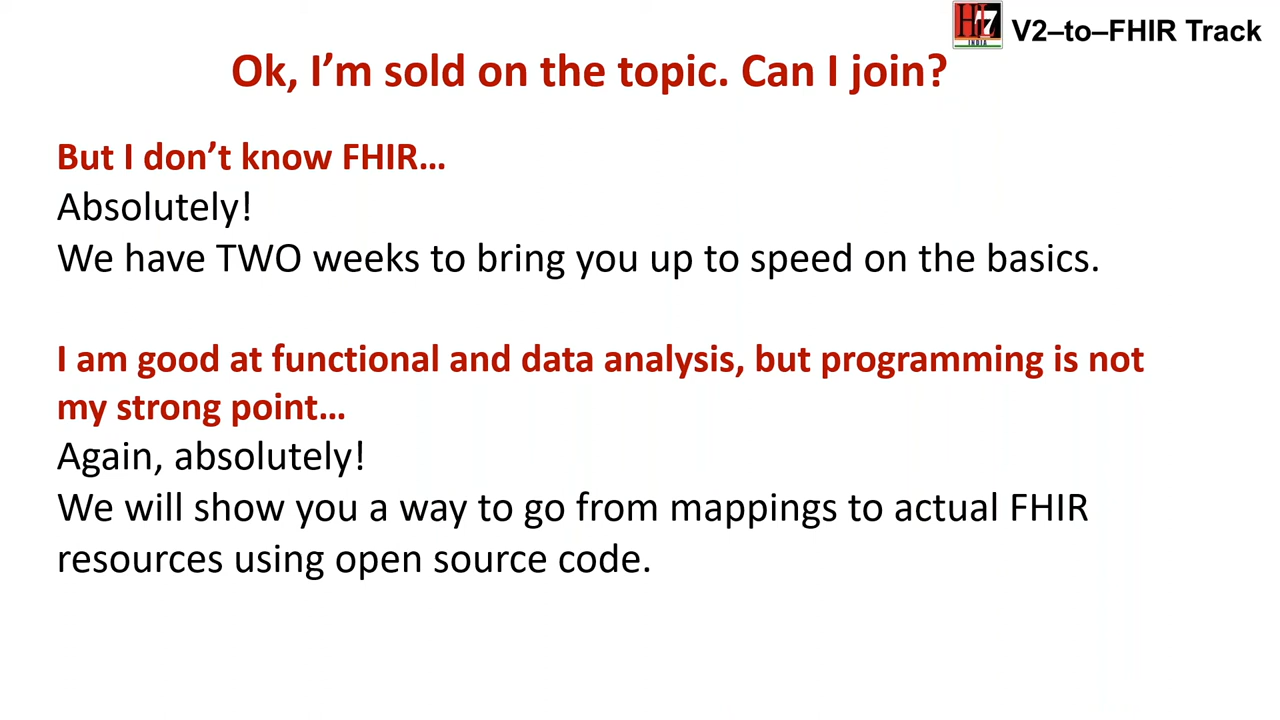 HL7
INDIA
V2–to–FHIR Track
Ok, I’m sold on the topic. Can I join?
But I don’t know FHIR…
Absolutely!
We have TWO weeks to bring you up to speed on the basics.
I am good at functional and data analysis, but programming is not
my strong point…
Again, absolutely!
We will show you a way to go from mappings to actual FHIR
resources using open source code.